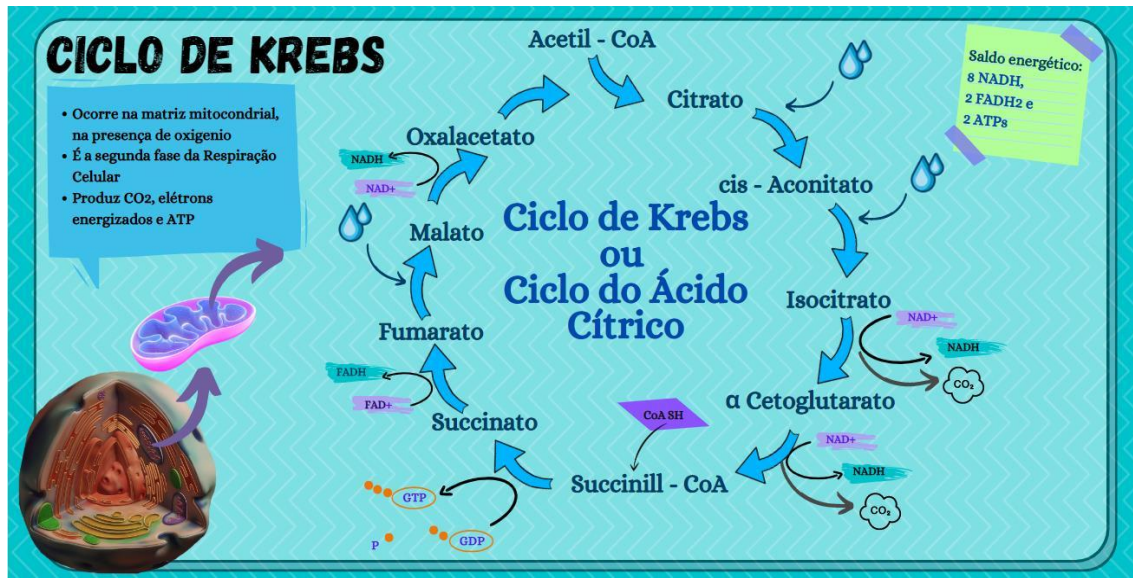 CICLO DE KREBS
• Ocorre na matriz mitocondrial,
na presença de oxigenio
• É a segunda fase da Respiração
Celular
• Produz CO2, elétrons
energizados e ATP
Saldo energético:
8 NADH,
2 FADH2 e
2 ATPs
Ciclo de Krebs
ou
Ciclo do Ácido
Cítrico
Acetil - CoA
Citrato
cis - Aconitato
Isocitrato
NAD+
NADH
CO₂
α Cetoglutarato
NAD+
NADH
CO₂
CoA SH
Succinill - CoA
GTP
P
GDP
Succinato
FADH
FAD+
Fumarato
Malato
NADH
NAD+
Oxalacetato